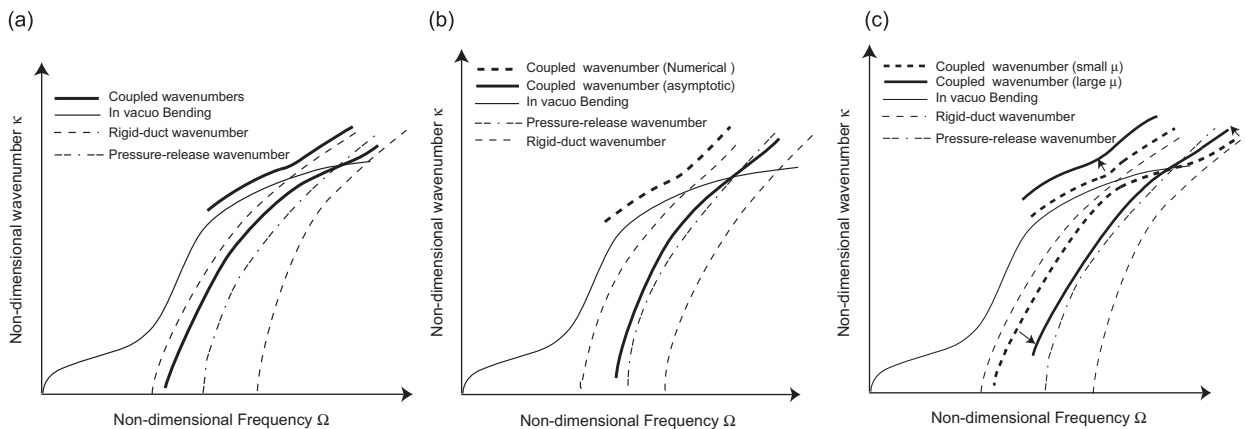 (a)
Non-dimensional wavenumber κ
Coupled wavenumbers
In vacuo Bending
Rigid-duct wavenumber
Pressure-release wavenumber
Non-dimensional Frequency Ω
(b)
Non-dimensional wavenumber κ
Coupled wavenumber (Numerical )
Coupled wavenumber (asymptotic)
In vacuo Bending
Pressure-release wavenumber
Rigid-duct wavenumber
Non-dimensional Frequency Ω
(c)
Non-dimensional wavenumber κ
Coupled wavenumber (small μ)
Coupled wavenumber (large μ)
In vacuo Bending
Rigid-duct wavenumber
Pressure-release wavenumber
Non-dimensional Frequency Ω